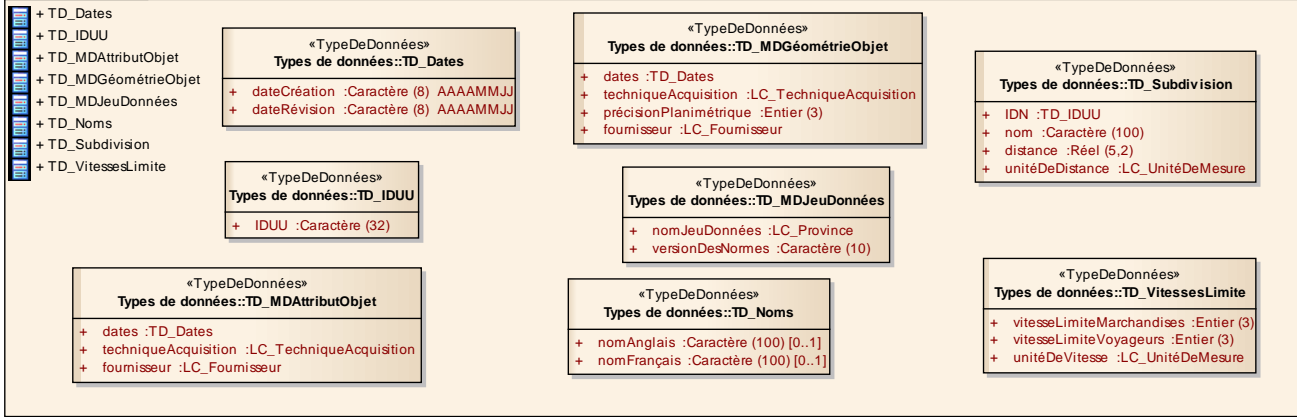 + TD_Dates
+ TD_IDUU
+ TD_MDAttributObjet
+ TD_MDGéométrieObjet
+ TD_MDJeuDonnées
+ TD_Noms
+ TD_Subdivision
+ TD_VitessesLimite
«TypeDeDonnées»
Types de données::TD_Dates
+ dateCréation :Caractère (8) AAAAMMJJ
+ dateRévision :Caractère (8) AAAAMMJJ
«TypeDeDonnées»
Types de données::TD_MDGéométrieObjet
+ dates :TD_Dates
+ techniqueAcquisition :LC_TechniqueAcquisition
+ précisionPlanimétrique :Entier (3)
+ fournisseur :LC_Fournisseur
«TypeDeDonnées»
Types de données::TD_Subdivision
+ IDN :TD_IDUU
+ nom :Caractère (100)
+ distance :Réel (5,2)
+ unitéDeDistance :LC_UnitéDeMesure
«TypeDeDonnées»
Types de données::TD_IDUU
+ IDUU :Caractère (32)
«TypeDeDonnées»
Types de données::TD_MDJeuDonnées
+ nomJeuDonnées :LC_Province
+ versionDesNormes :Caractère (10)
«TypeDeDonnées»
Types de données::TD_MDAttributObjet
+ dates :TD_Dates
+ techniqueAcquisition :LC_TechniqueAcquisition
+ fournisseur :LC_Fournisseur
«TypeDeDonnées»
Types de données::TD_Noms
+ nomAnglais :Caractère (100) [0..1]
+ nomFrançais :Caractère (100) [0..1]
«TypeDeDonnées»
Types de données::TD_VitessesLimite
+ vitesseLimiteMarchandises :Entier (3)
+ vitesseLimiteVoyageurs :Entier (3)
+ unitéDeVitesse :LC_UnitéDeMesure